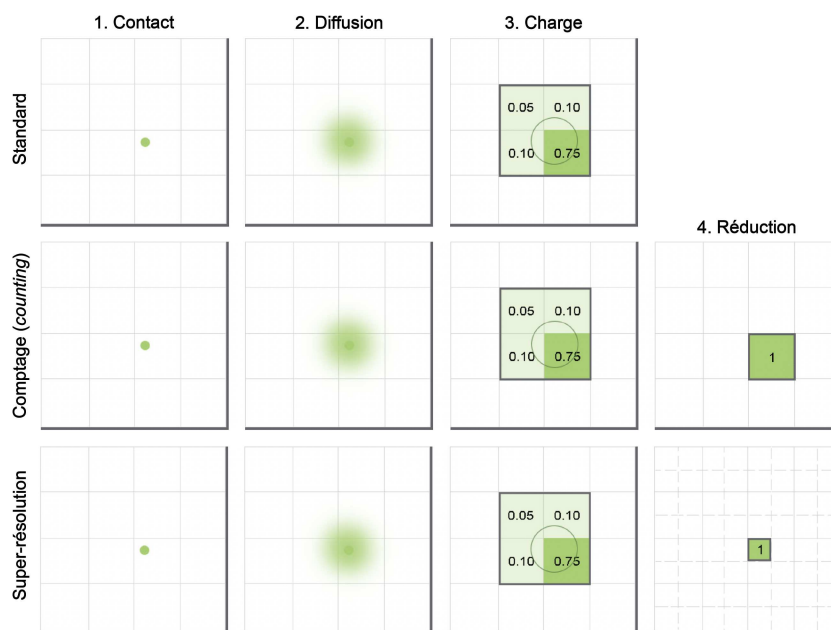 1. Contact
2. Diffusion
3. Charge
Standard
0.05 0.10
0.10 0.75
4. Réduction
Comptage (counting)
0.05 0.10
0.10 0.75
1
Super-résolution
0.05 0.10
0.10 0.75
1